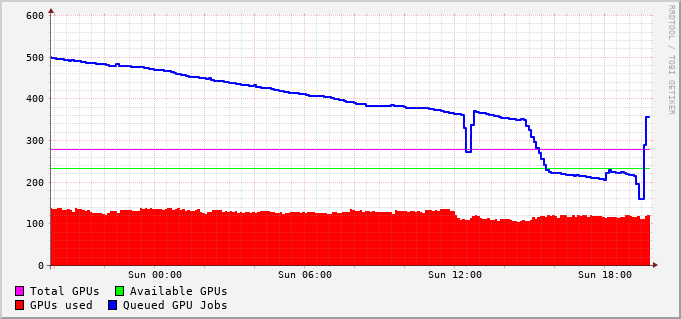 RRDTOOL / TOBI OETIKER
600
500
400
300
200
100
0
Sun 00:00 Sun 06:00 Sun 12:00 Sun 18:00
Total GPUs Available GPUs
GPUs used Queued GPU Jobs